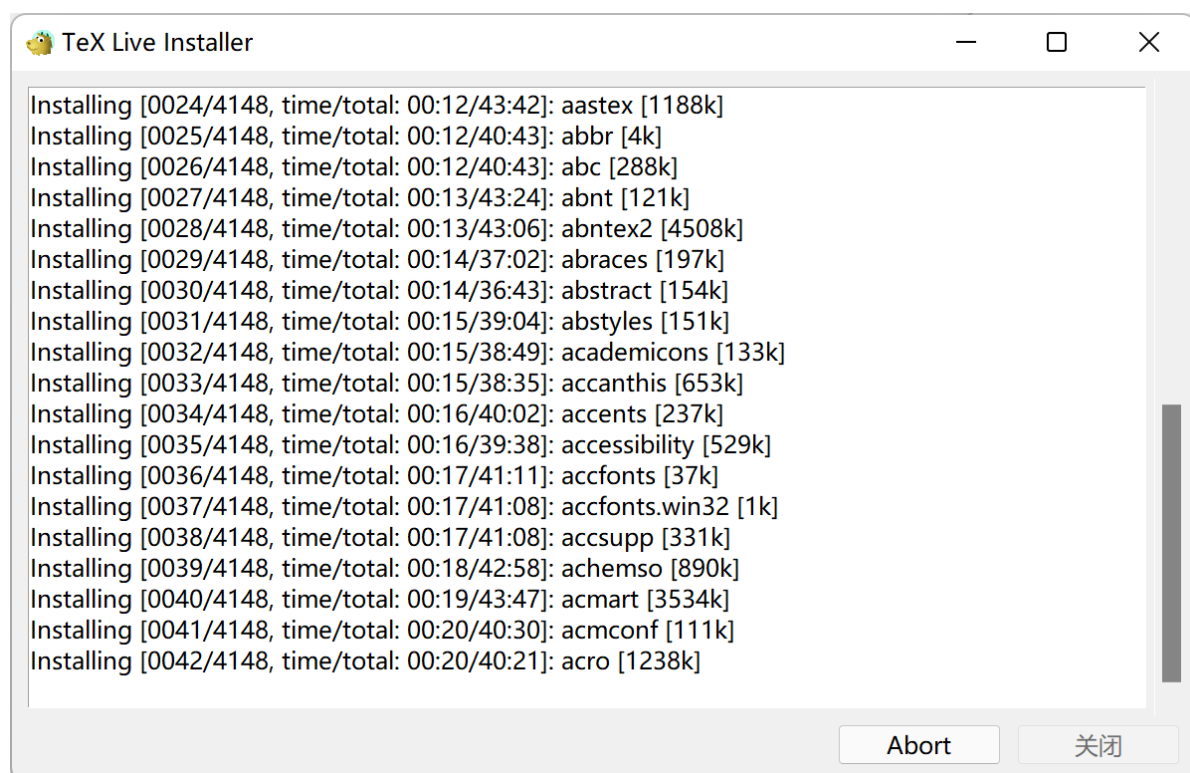 TeX Live Installer
Installing [0024/4148, time/total: 00:12/43:42]: aastex [1188k]
Installing [0025/4148, time/total: 00:12/40:43]: abbr [4k]
Installing [0026/4148, time/total: 00:12/40:43]: abc [288k]
Installing [0027/4148, time/total: 00:13/43:24]: abnt [121k]
Installing [0028/4148, time/total: 00:13/43:06]: abntex2 [4508k]
Installing [0029/4148, time/total: 00:14/37:02]: abraces [197k]
Installing [0030/4148, time/total: 00:14/36:43]: abstract [154k]
Installing [0031/4148, time/total: 00:15/39:04]: abstyles [151k]
Installing [0032/4148, time/total: 00:15/38:49]: academicons [133k]
Installing [0033/4148, time/total: 00:15/38:35]: accanthis [653k]
Installing [0034/4148, time/total: 00:16/40:02]: accents [237k]
Installing [0035/4148, time/total: 00:16/39:38]: accessibility [529k]
Installing [0036/4148, time/total: 00:17/41:11]: accfonts [37k]
Installing [0037/4148, time/total: 00:17/41:08]: accfonts.win32 [1k]
Installing [0038/4148, time/total: 00:17/41:08]: accsupp [331k]
Installing [0039/4148, time/total: 00:18/42:58]: achemso [890k]
Installing [0040/4148, time/total: 00:19/43:47]: acmart [3534k]
Installing [0041/4148, time/total: 00:20/40:30]: acmconf [111k]
Installing [0042/4148, time/total: 00:20/40:21]: acro [1238k]
Abort 关闭